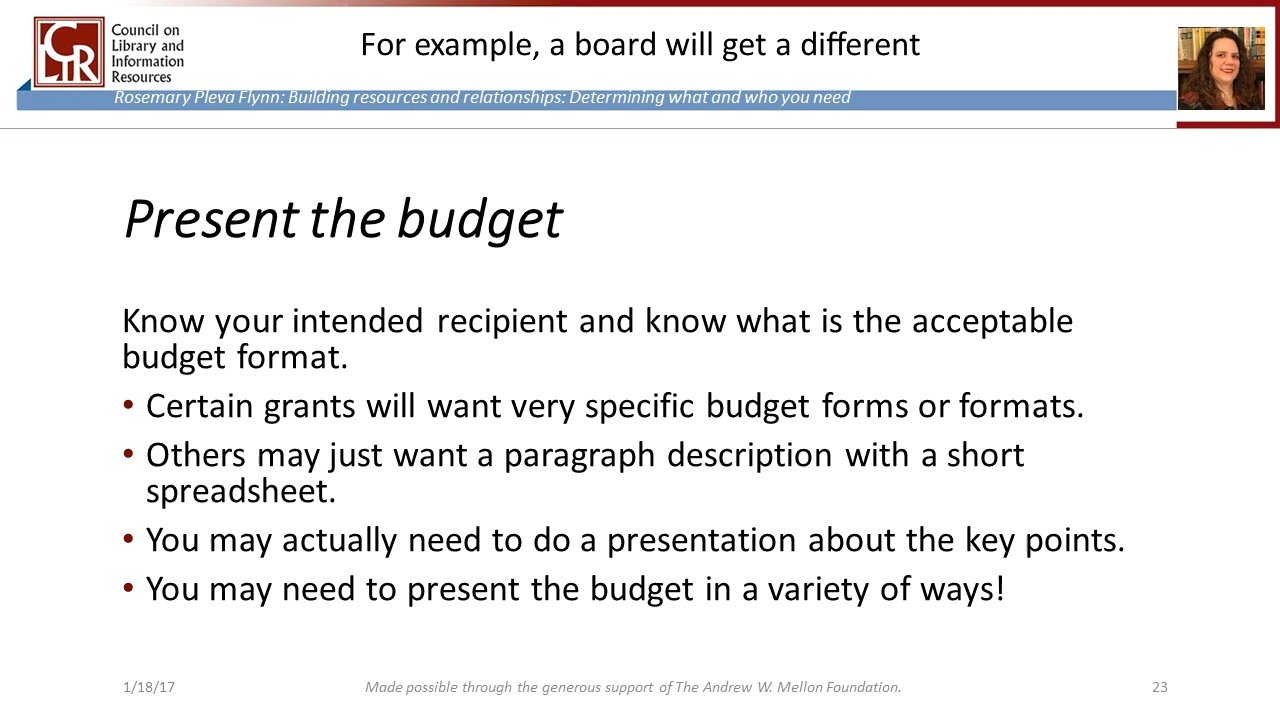 CLIR
Council on
Library and
Information
Resources
For example, a board will get a different
Rosemary Pleva Flynn: Building resources and relationships: Determining what and who you need
Present the budget
Know your intended recipient and know what is the acceptable
budget format.
• Certain grants will want very specific budget forms or formats.
• Others may just want a paragraph description with a short
spreadsheet.
• You may actually need to do a presentation about the key points.
• You may need to present the budget in a variety of ways!
1/18/17
Made possible through the generous support of The Andrew W. Mellon Foundation.
23